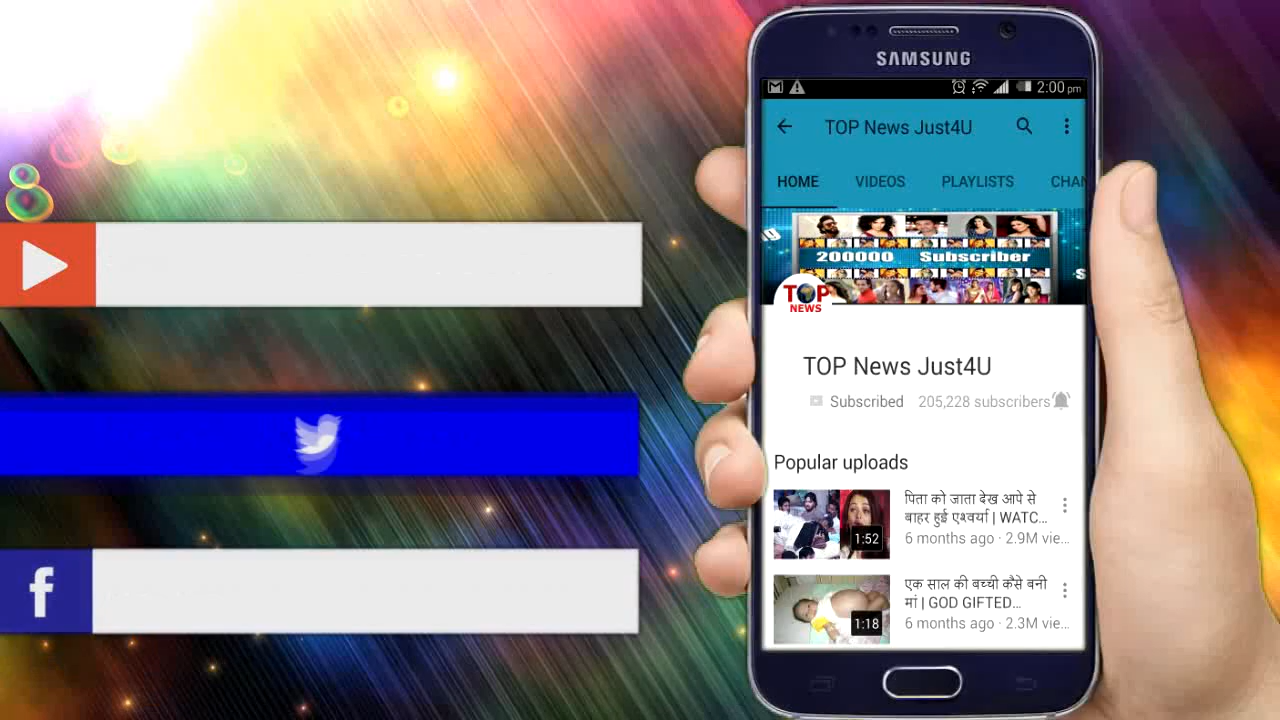 SAMSUNG
2:00 pm
TOP News Just4U
HOME VIDEOS PLAYLISTS CHAN
200000 Subscriber
TOP
NEWS
TOP News Just4U
Subscribed 205,228 subscribers
Popular uploads
पिता को जाता देख आपे से
बाहर हुई एश्वर्या | WATC...
6 months ago · 2.9M vie...
1:52
एक साल की बच्ची कैसे बनी
मां | GOD GIFTED...
6 months ago · 2.3M vie...
1:18
f